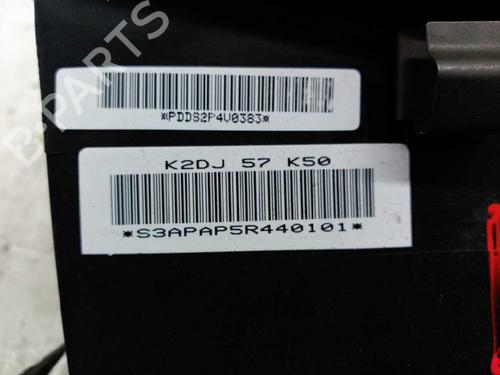 B-PARTS
*PDDS2P4V0383*
K2DJ 57 K50
*S3APAP5R440101*